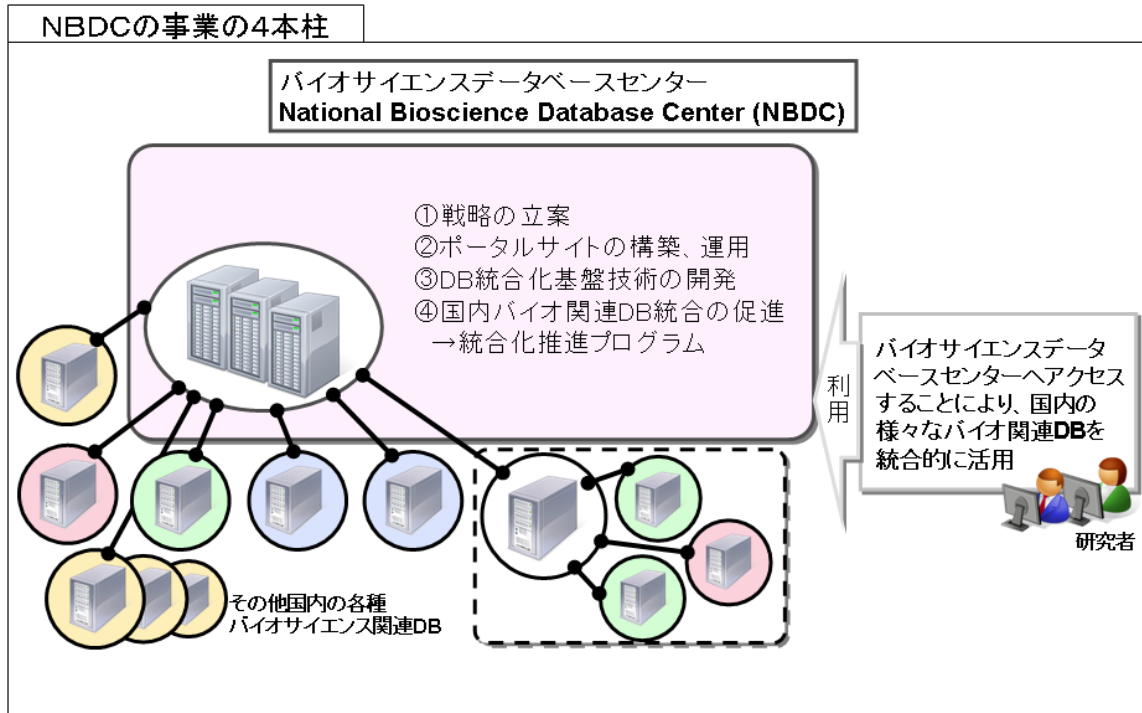 NBDCの事業の4本柱
バイオサイエンスデータベースセンター
National Bioscience Database Center (NBDC)
①戦略の立案
②ポータルサイトの構築、運用
③DB統合化基盤技術の開発
④国内バイオ関連DB統合の促進
→統合化推進プログラム
利用
バイオサイエンスデータ
ベースセンターへアクセス
することにより、国内の
様々なバイオ関連DBを
統合的に活用
研究者
その他国内の各種
バイオサイエンス関連DB